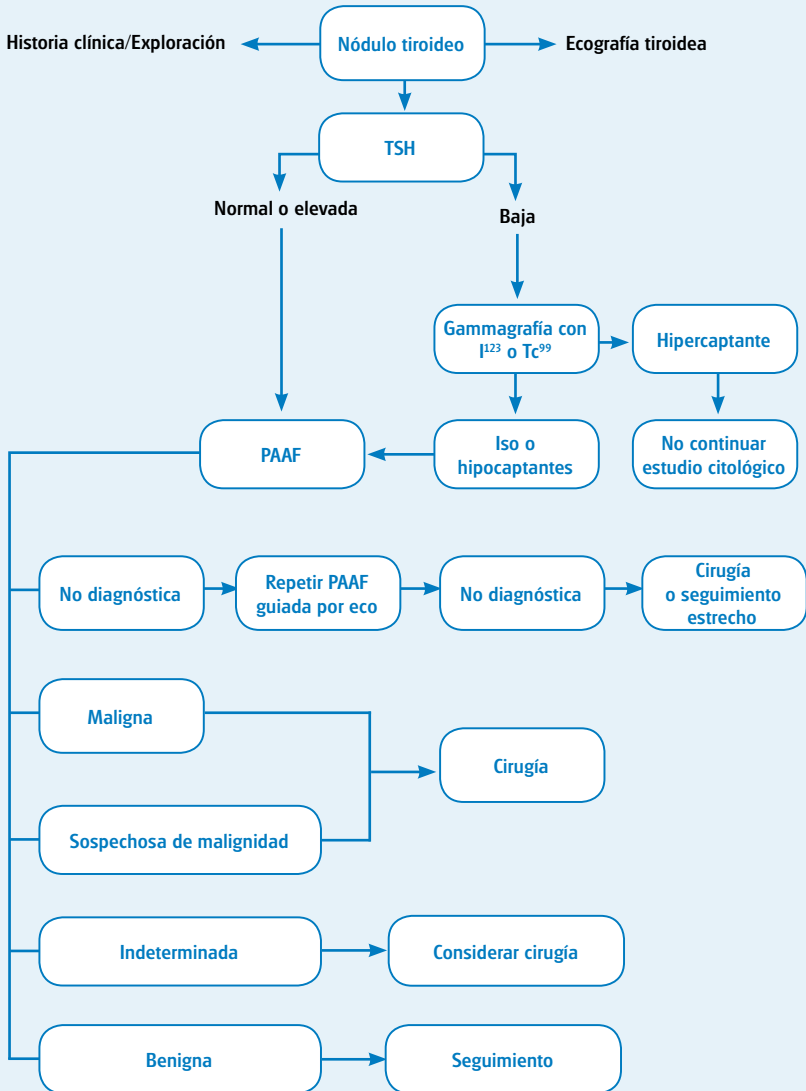 Historia clínica/Exploración
Nódulo tiroideo
Ecografía tiroidea
TSH
Normal o elevada
Baja
Gammagrafía con
I¹²³ o Tc⁹⁹
Hipercaptante
PAAF
Iso o
hipocaptantes
No continuar
estudio citológico
No diagnóstica
Repetir PAAF
guiada por eco
No diagnóstica
Cirugía
o seguimiento
estrecho
Maligna
Cirugía
Sospechosa de malignidad
Indeterminada
Considerar cirugía
Benigna
Seguimiento